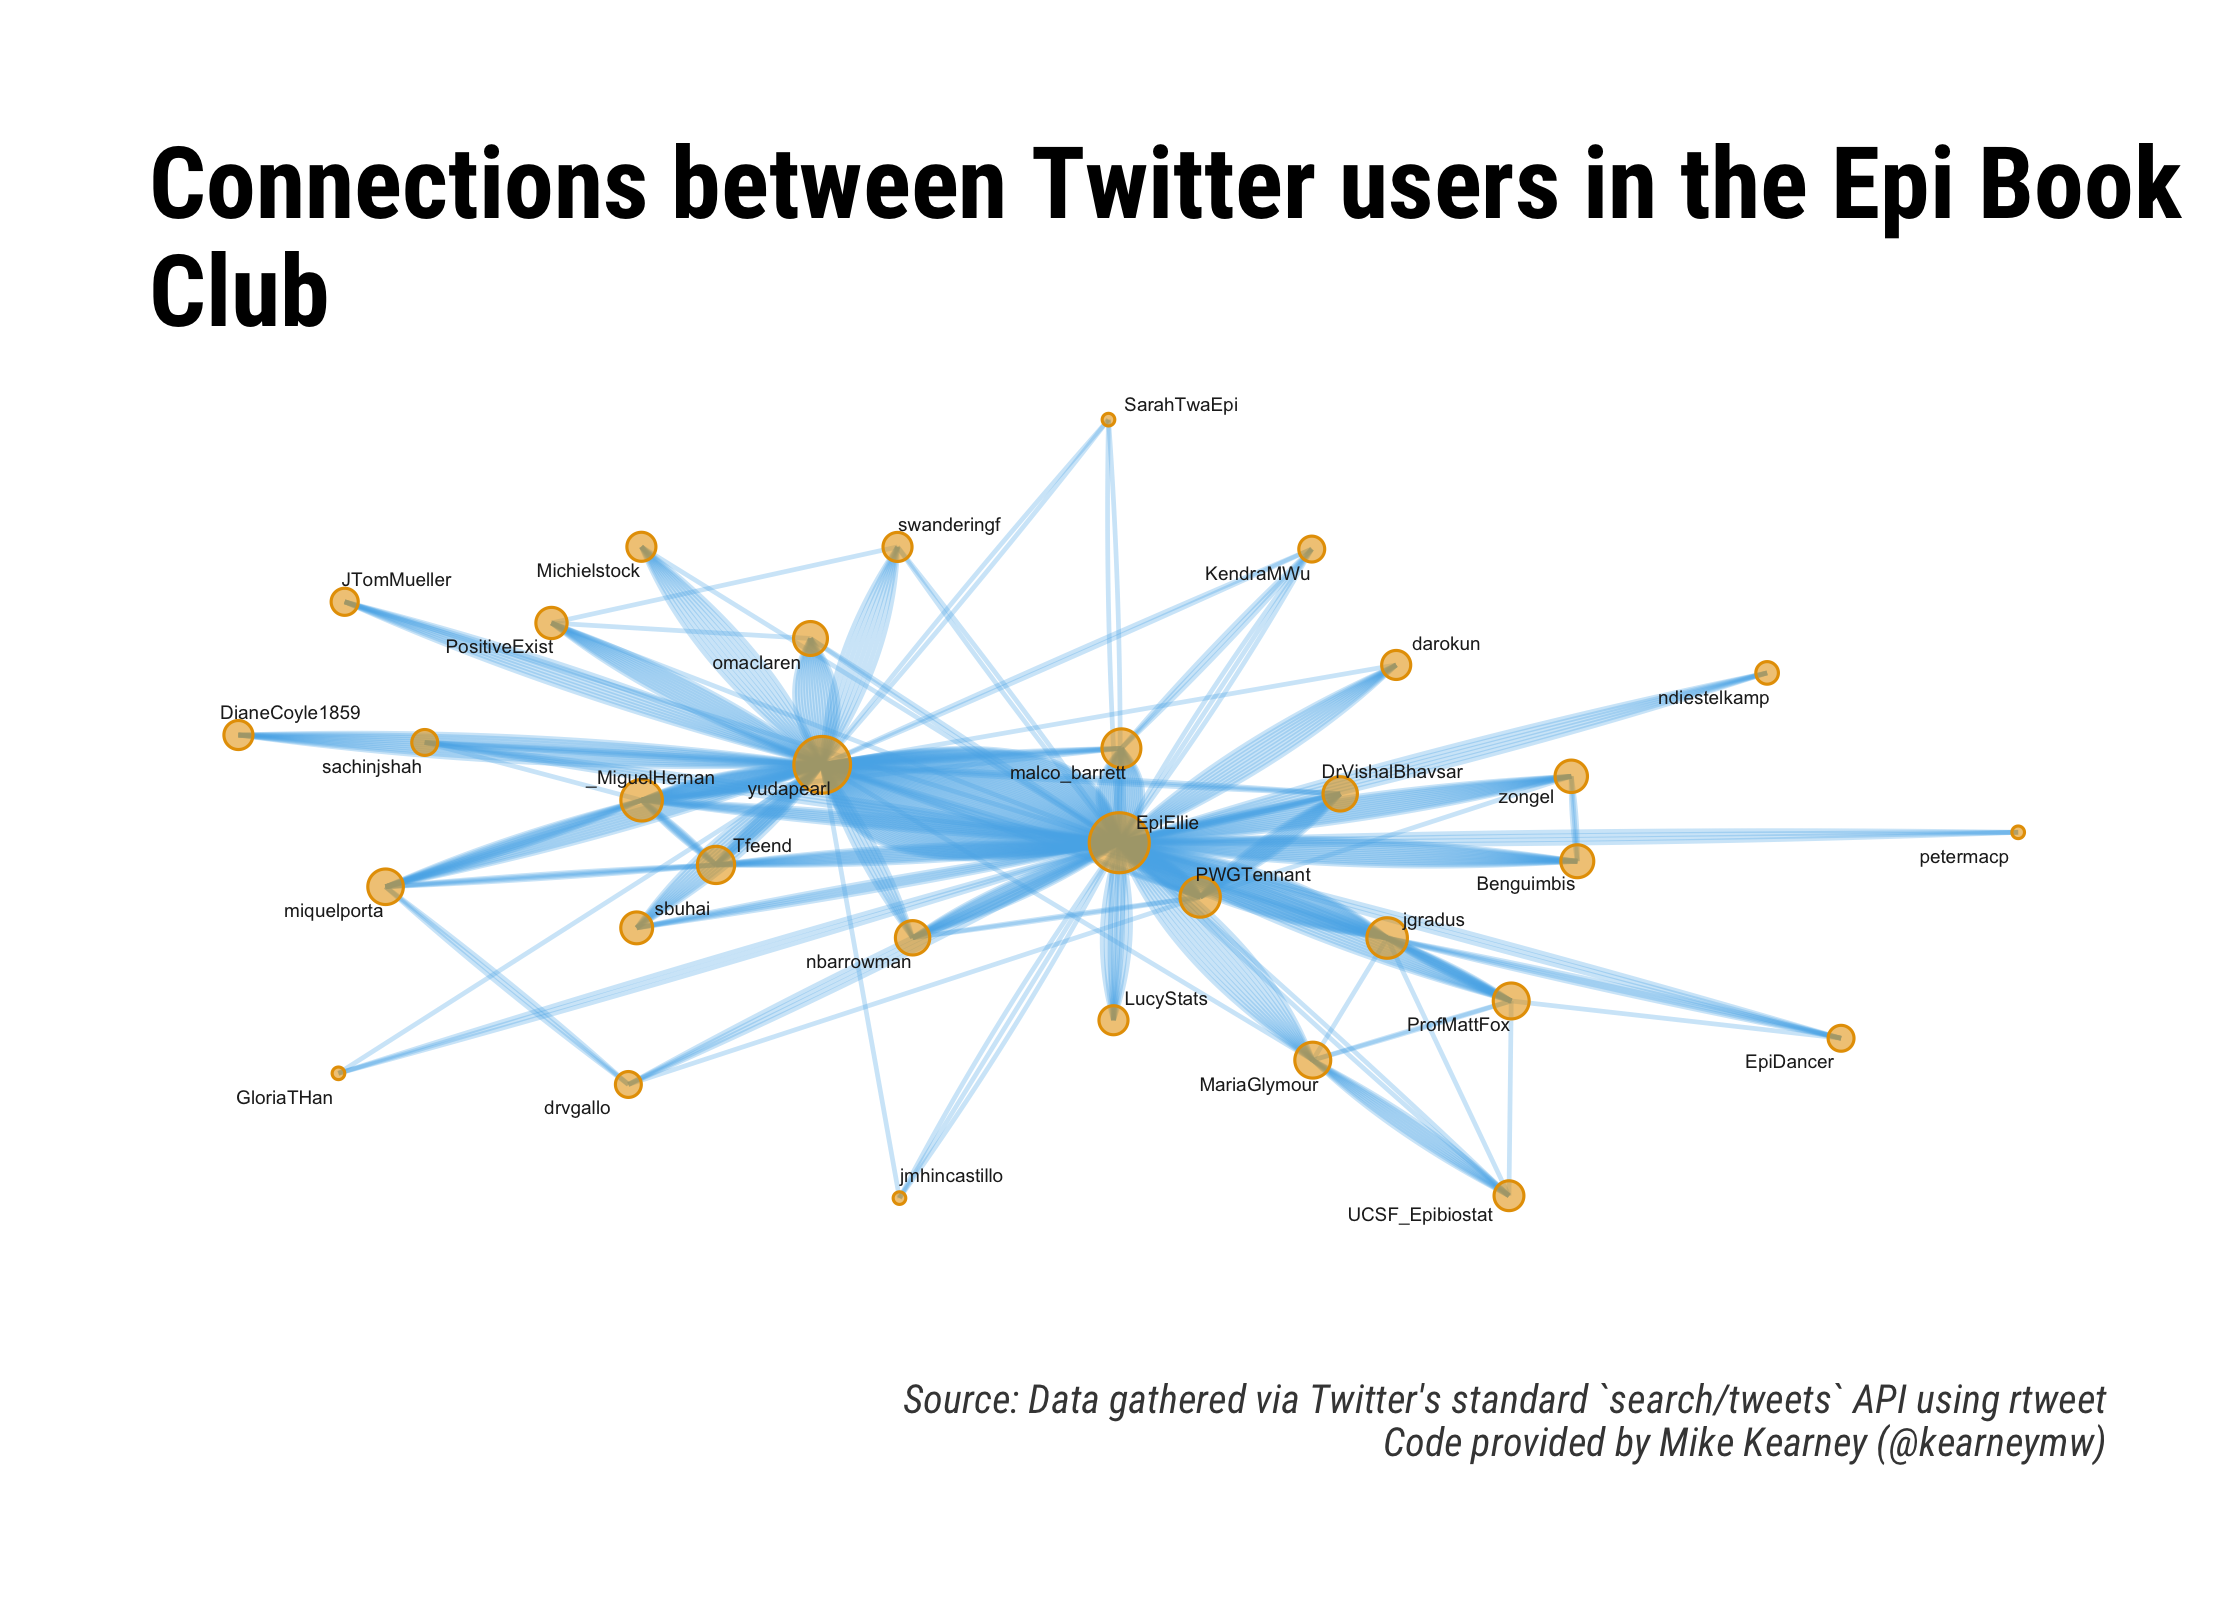 Connections between Twitter users in the Epi Book
Club
SarahTwaEpi
swanderingf
Michielstock
KendraMWu
JTomMueller
PositiveExist
omaclaren
darokun
ndiestelkamp
DianeCoyle1859
sachinjshah
_MiguelHernan
yudapearl
malco_barrett
DrVishalBhavsar
zongel
EpiEllie
Tfeend
petermacp
PWGTennant
Benguimbis
miquelporta
sbuhai
jgradus
nbarrowman
LucyStats
ProfMattFox
EpiDancer
MariaGlymour
GloriaTHan
drvgallo
jmhincastillo
UCSF_Epibiostat
Source: Data gathered via Twitter's standard `search/tweets` API using rtweet
Code provided by Mike Kearney (@kearneymw)